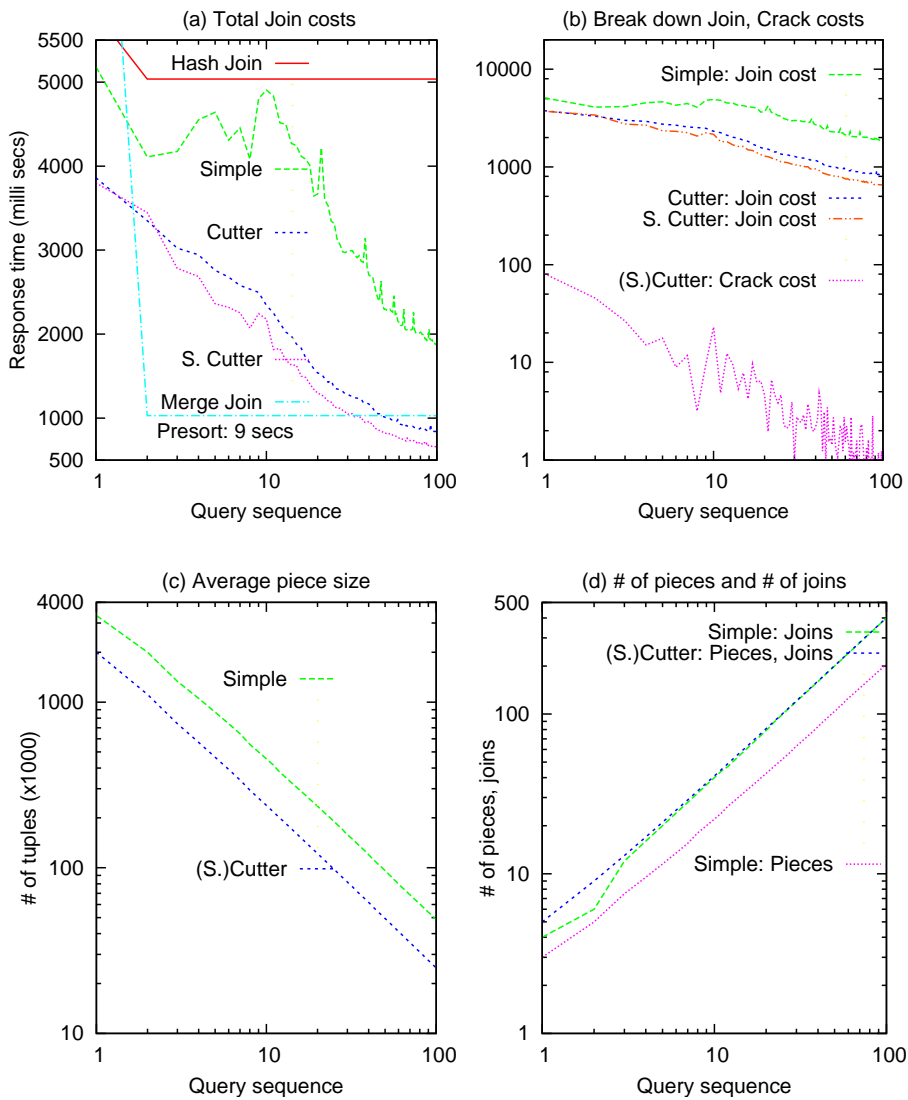 (a) Total Join costs
Response time (milli secs)
5500
5000
4000
3000
2000
1000
500
Hash Join
Simple
Cutter
S. Cutter
Merge Join
Presort: 9 secs
1
10
100
Query sequence
(b) Break down Join, Crack costs
10000
1000
100
10
1
Simple: Join cost
Cutter: Join cost
S. Cutter: Join cost
(S.)Cutter: Crack cost
1
10
100
Query sequence
(c) Average piece size
# of tuples (x1000)
4000
1000
100
10
Simple
(S.)Cutter
1
10
100
Query sequence
(d) # of pieces and # of joins
# of pieces, joins
500
100
10
1
Simple: Joins
(S.)Cutter: Pieces, Joins
Simple: Pieces
1
10
100
Query sequence